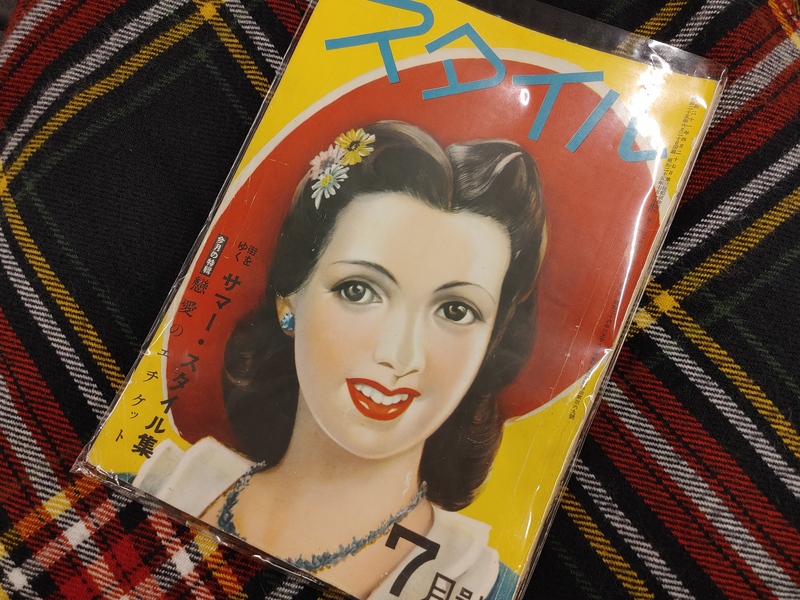 スタイル
今月の特輯
街をゆく
サマー・スタイル集
戀愛のエチケット
7月号